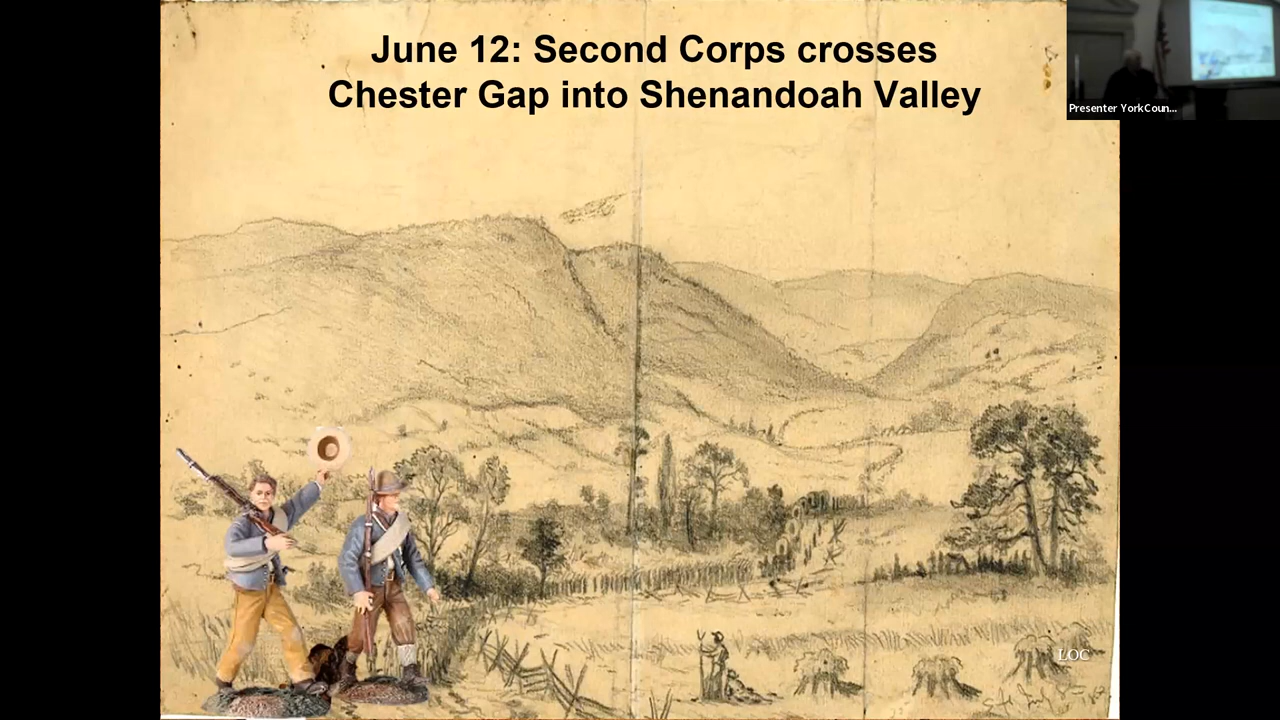 June 12: Second Corps crosses
Chester Gap into Shenandoah Valley
Presenter YorkCoun...
LOC